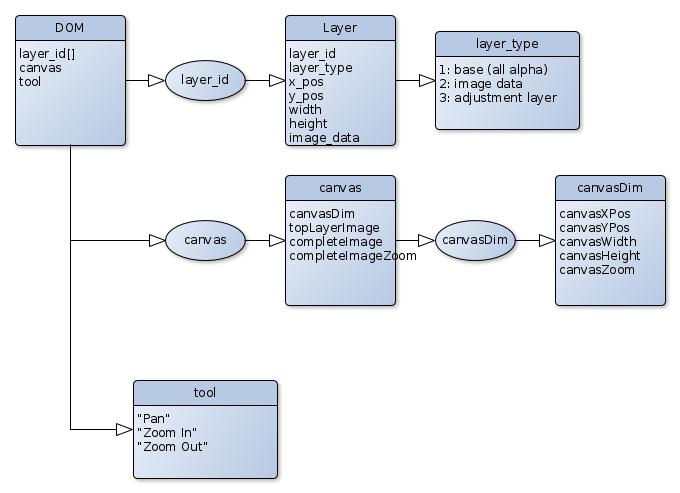 DOM
layer_id[]
canvas
tool
layer_id
Layer
layer_id
layer_type
x_pos
y_pos
width
height
image_data
layer_type
1: base (all alpha)
2: image data
3: adjustment layer
canvas
canvas
canvasDim
topLayerImage
completeImage
completeImageZoom
canvasDim
canvasDim
canvasXPos
canvasYPos
canvasWidth
canvasHeight
canvasZoom
tool
"Pan"
"Zoom In"
"Zoom Out"